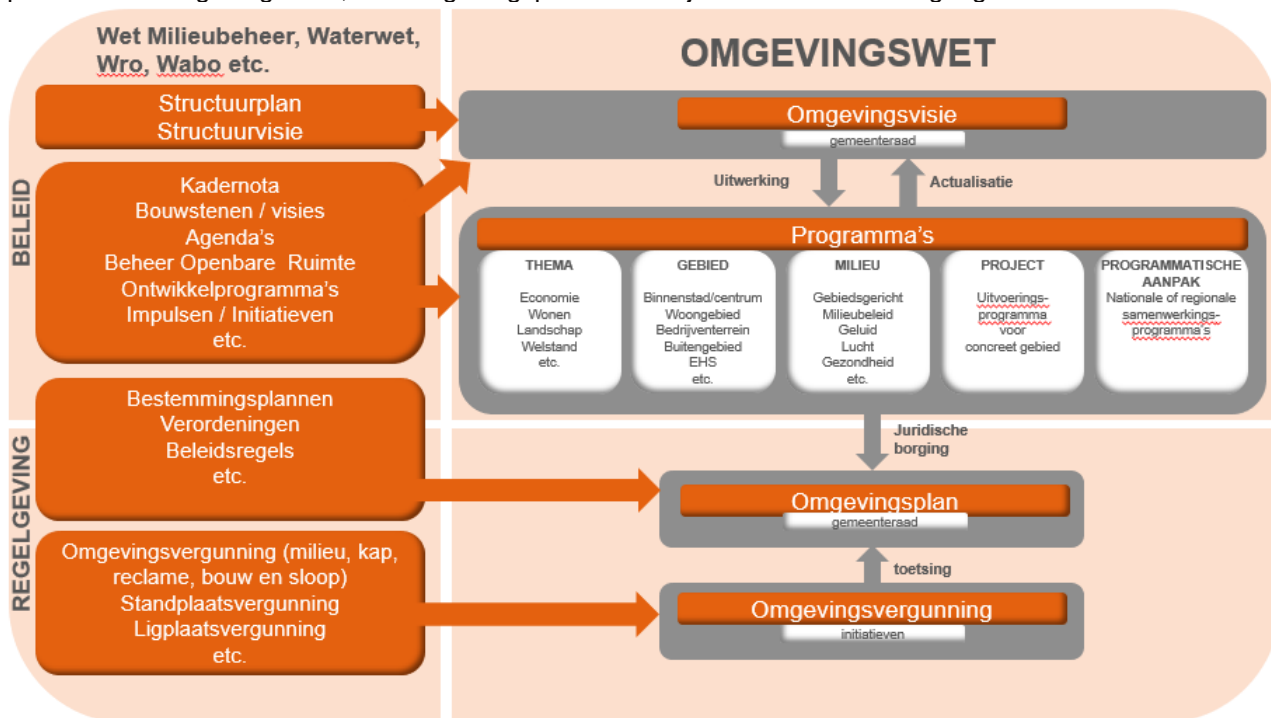 Wet Milieubeheer, Waterwet,
Wro, Wabo etc.
OMGEVINGSWET
BELEID
Structuurplan
Structuurvisie
Kadernota
Bouwstenen / visies
Agenda's
Beheer Openbare Ruimte
Ontwikkelprogramma's
Impulsen / Initiatieven
etc.
Omgevingsvisie
gemeenteraad
Uitwerking
Actualisatie
Programma's
THEMA
Economie
Wonen
Landschap
Welstand
etc.
GEBIED
Binnenstad/centrum
Woongebied
Bedrijventerrein
Buitengebied
EHS
etc.
MILIEU
Gebiedsgericht
Milieubeleid
Geluid
Lucht
Gezondheid
etc.
PROJECT
Uitvoerings-
programma
voor
concreet gebied
PROGRAMMATISCHE
AANPAK
Nationale of regionale
samenwerkings-
programma's
REGELGEVING
Bestemmingsplannen
Verordeningen
Beleidsregels
etc.
Juridische
borging
Omgevingsplan
gemeenteraad
Omgevingsvergunning (milieu, kap,
reclame, bouw en sloop)
Standplaatsvergunning
Ligplaatsvergunning
etc.
toetsing
Omgevingsvergunning
initiatieven